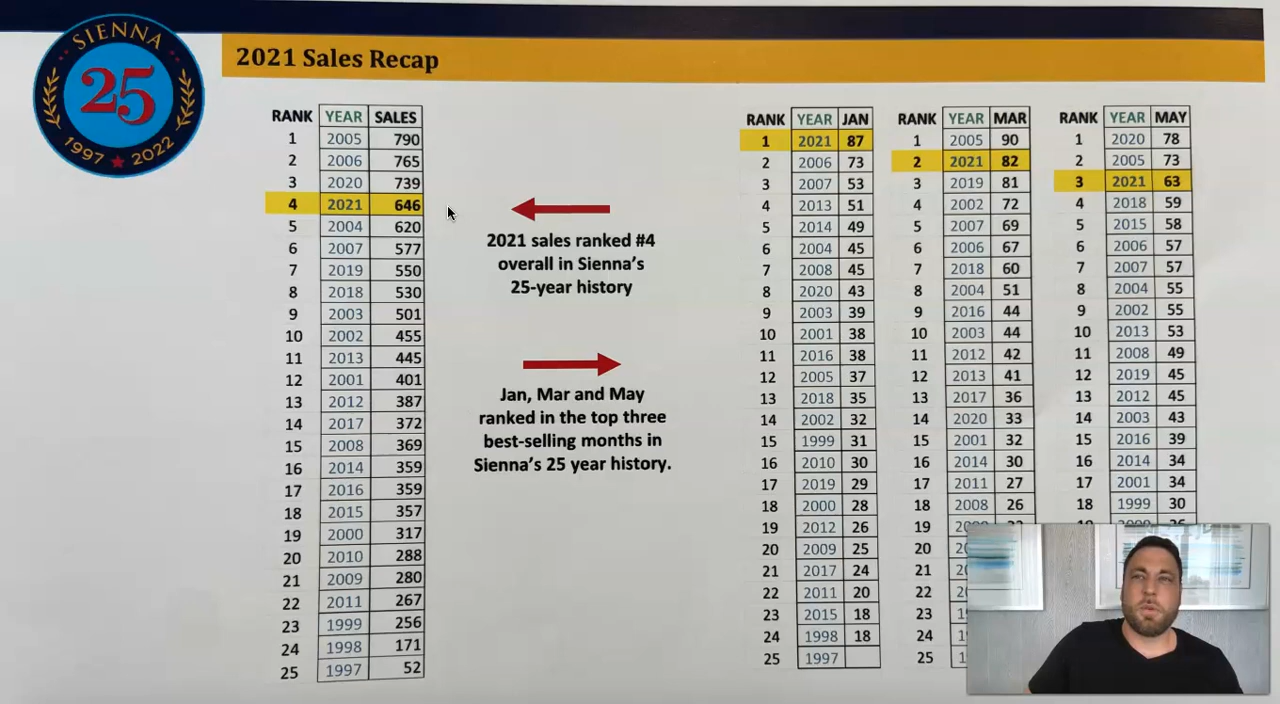 SIENNA
25
1997 ★ 2022
2021 Sales Recap
RANK YEAR SALES
1 2005 790
2 2006 765
3 2020 739
4 2021 646
5 2004 620
6 2007 577
7 2019 550
8 2018 530
9 2003 501
10 2002 455
11 2013 445
12 2001 401
13 2012 387
14 2017 372
15 2008 369
16 2014 359
17 2016 359
18 2015 357
19 2000 317
20 2010 288
21 2009 280
22 2011 267
23 1999 256
24 1998 171
25 1997 52
2021 sales ranked #4
overall in Sienna's
25-year history
Jan, Mar and May
ranked in the top three
best-selling months in
Sienna's 25 year history.
RANK YEAR JAN
1 2021 87
2 2006 73
3 2007 53
4 2013 51
5 2014 49
6 2004 45
7 2008 45
8 2020 43
9 2003 39
10 2001 38
11 2016 38
12 2005 37
13 2018 35
14 2002 32
15 1999 31
16 2010 30
17 2019 29
18 2000 28
19 2012 26
20 2009 25
21 2017 24
22 2011 20
23 2015 18
24 1998 18
25 1997
RANK YEAR MAR
1 2005 90
2 2021 82
3 2019 81
4 2002 72
5 2007 69
6 2006 67
7 2018 60
8 2004 51
9 2016 44
10 2003 44
11 2012 42
12 2013 41
13 2017 36
14 2020 33
15 2001 32
16 2014 30
17 2011 27
18 2008 26
19
20
21
22
23
24
25
RANK YEAR MAY
1 2020 78
2 2005 73
3 2021 63
4 2018 59
5 2015 58
6 2006 57
7 2007 57
8 2004 55
9 2002 55
10 2013 53
11 2008 49
12 2019 45
13 2012 45
14 2003 43
15 2016 39
16 2014 34
17 2001 34
18 1999 30